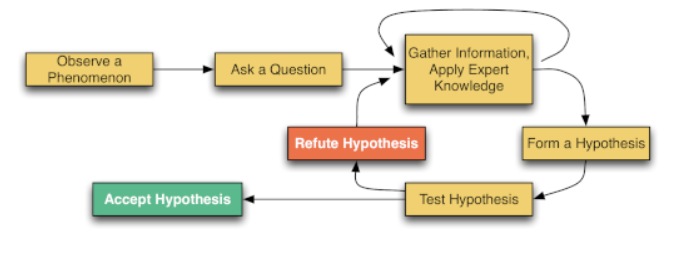 Observe a
Phenomenon
Ask a Question
Gather Information,
Apply Expert
Knowledge
Refute Hypothesis
Form a Hypothesis
Accept Hypothesis
Test Hypothesis